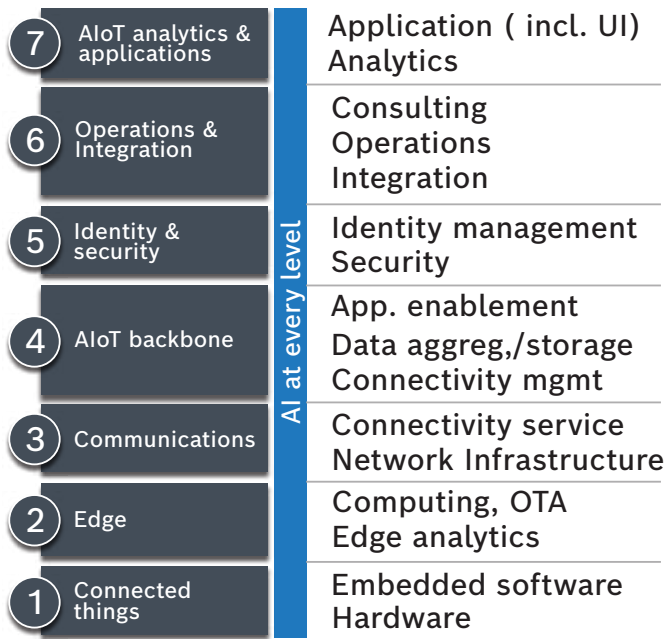 7
AIoT analytics &
applications
Application ( incl. UI)
Analytics
6
Operations &
Integration
Consulting
Operations
Integration
5
Identity &
security
Identity management
Security
4
AIoT backbone
App. enablement
Data aggreg,/storage
Connectivity mgmt
3
Communications
Connectivity service
Network Infrastructure
2
Edge
Computing, OTA
Edge analytics
1
Connected
things
Embedded software
Hardware
AI at every level